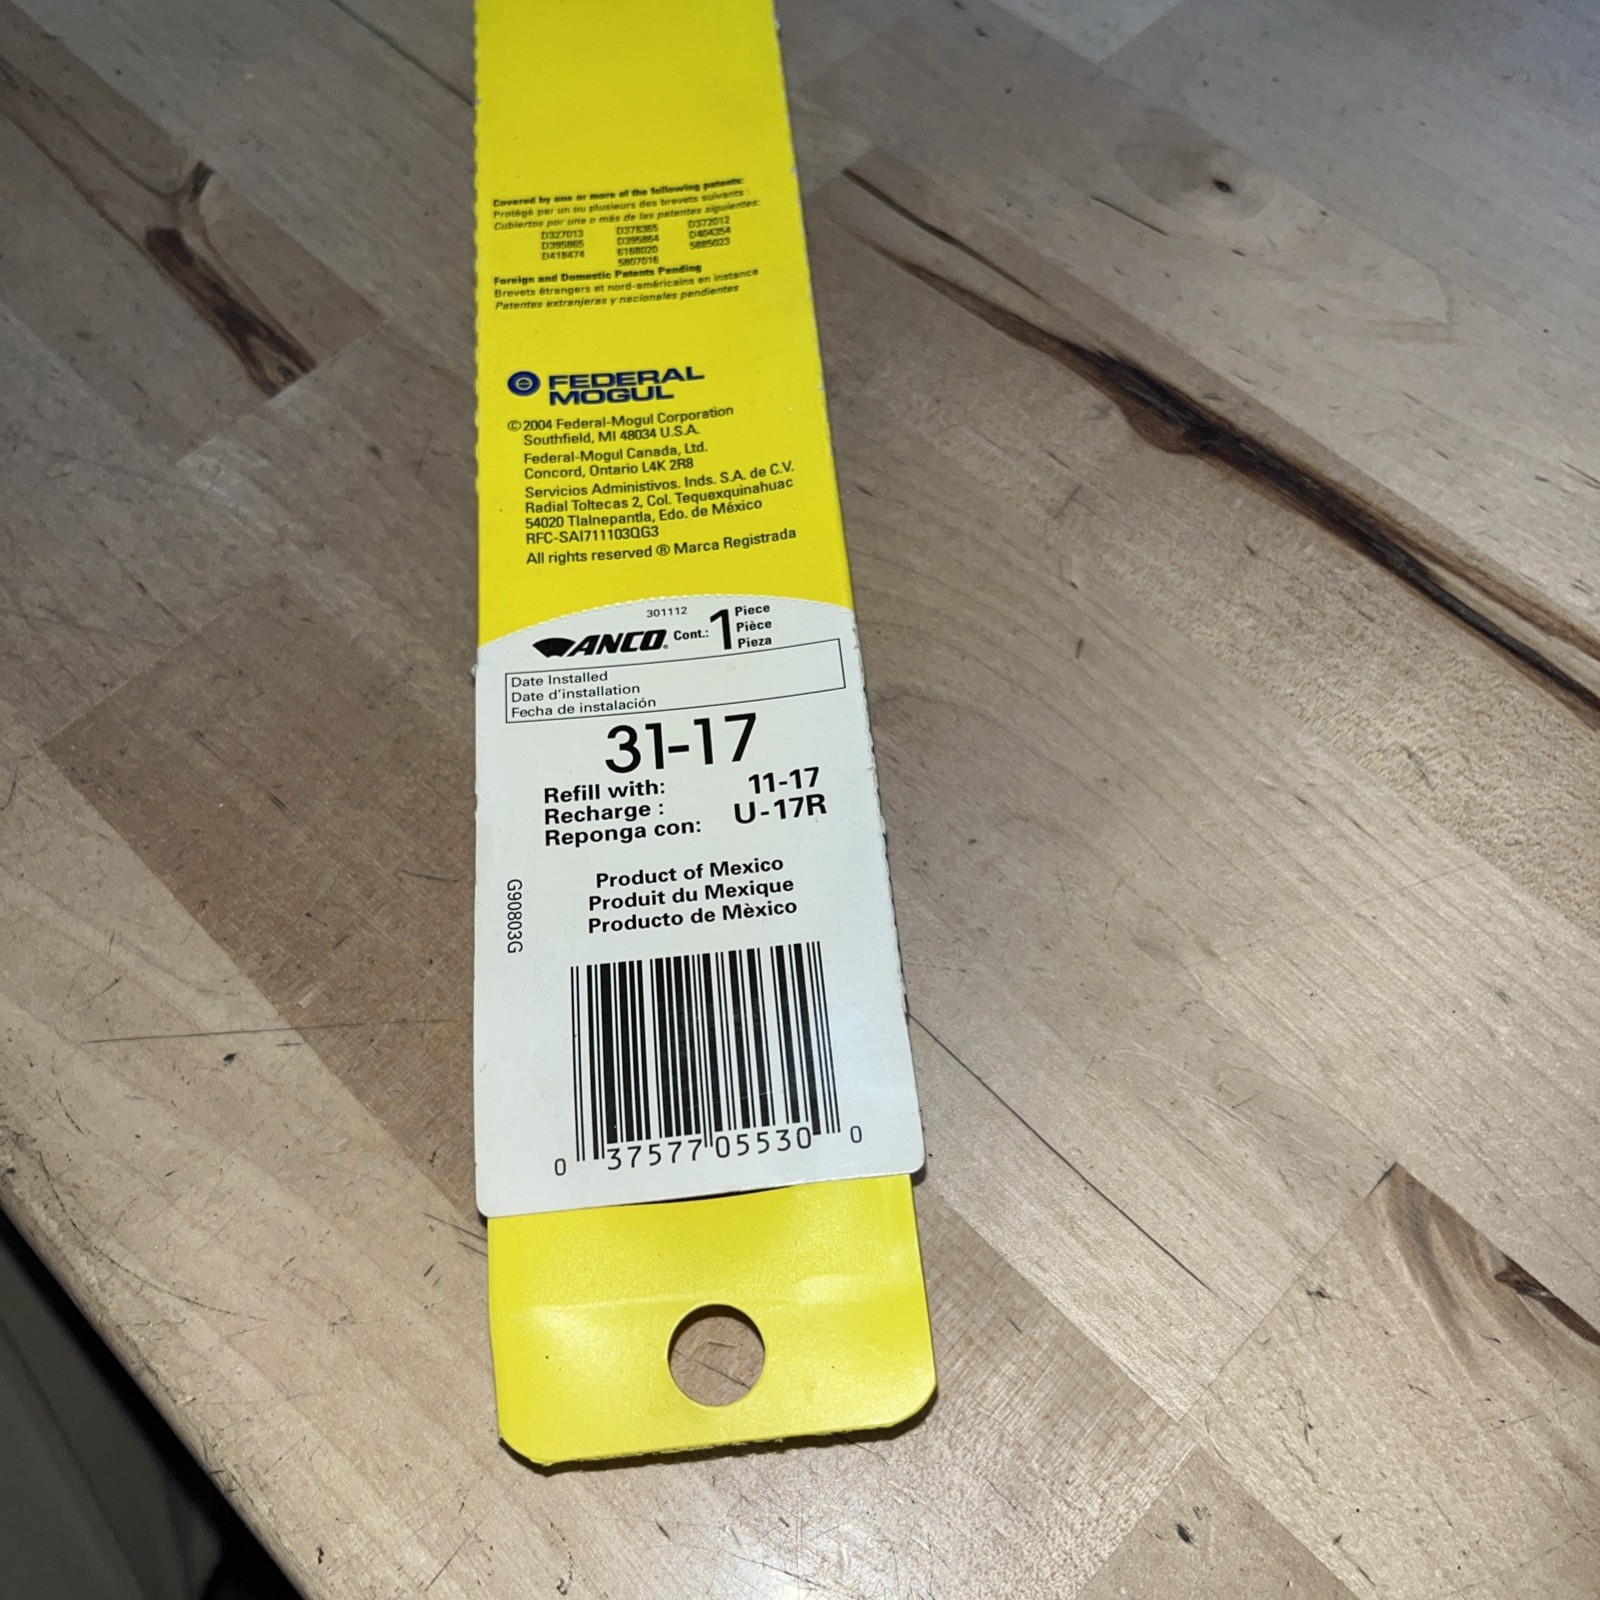 Covered by one or more of the following patents:
Protégé par un ou plusieurs des brevets suivants :
Cubiertos por una o más de las patentes siguientes:
D327013 D378365 D372012
D395865 D395864 D404354
D418474 6168020 5885023
5807016
Foreign and Domestic Patents Pending
Brevets étrangers et nord-américains en instance
Patentes extranjeras y nacionales pendientes
FEDERAL
MOGUL
©2004 Federal-Mogul Corporation
Southfield, MI 48034 U.S.A.
Federal-Mogul Canada, Ltd.
Concord, Ontario L4K 2R8
Servicios Administivos. Inds. S.A. de C.V.
Radial Toltecas 2, Col. Tequexquinahuac
54020 Tlalnepantla, Edo. de México
RFC-SAI711103QG3
All rights reserved ® Marca Registrada
301112
ANCO® Cont.: 1 Piece
Pièce
Pieza
Date Installed
Date d'installation
Fecha de instalación
31-17
Refill with: 11-17
Recharge : U-17R
Reponga con:
Product of Mexico
Produit du Mexique
Producto de Mèxico
G90803G
0 37577 05530 0